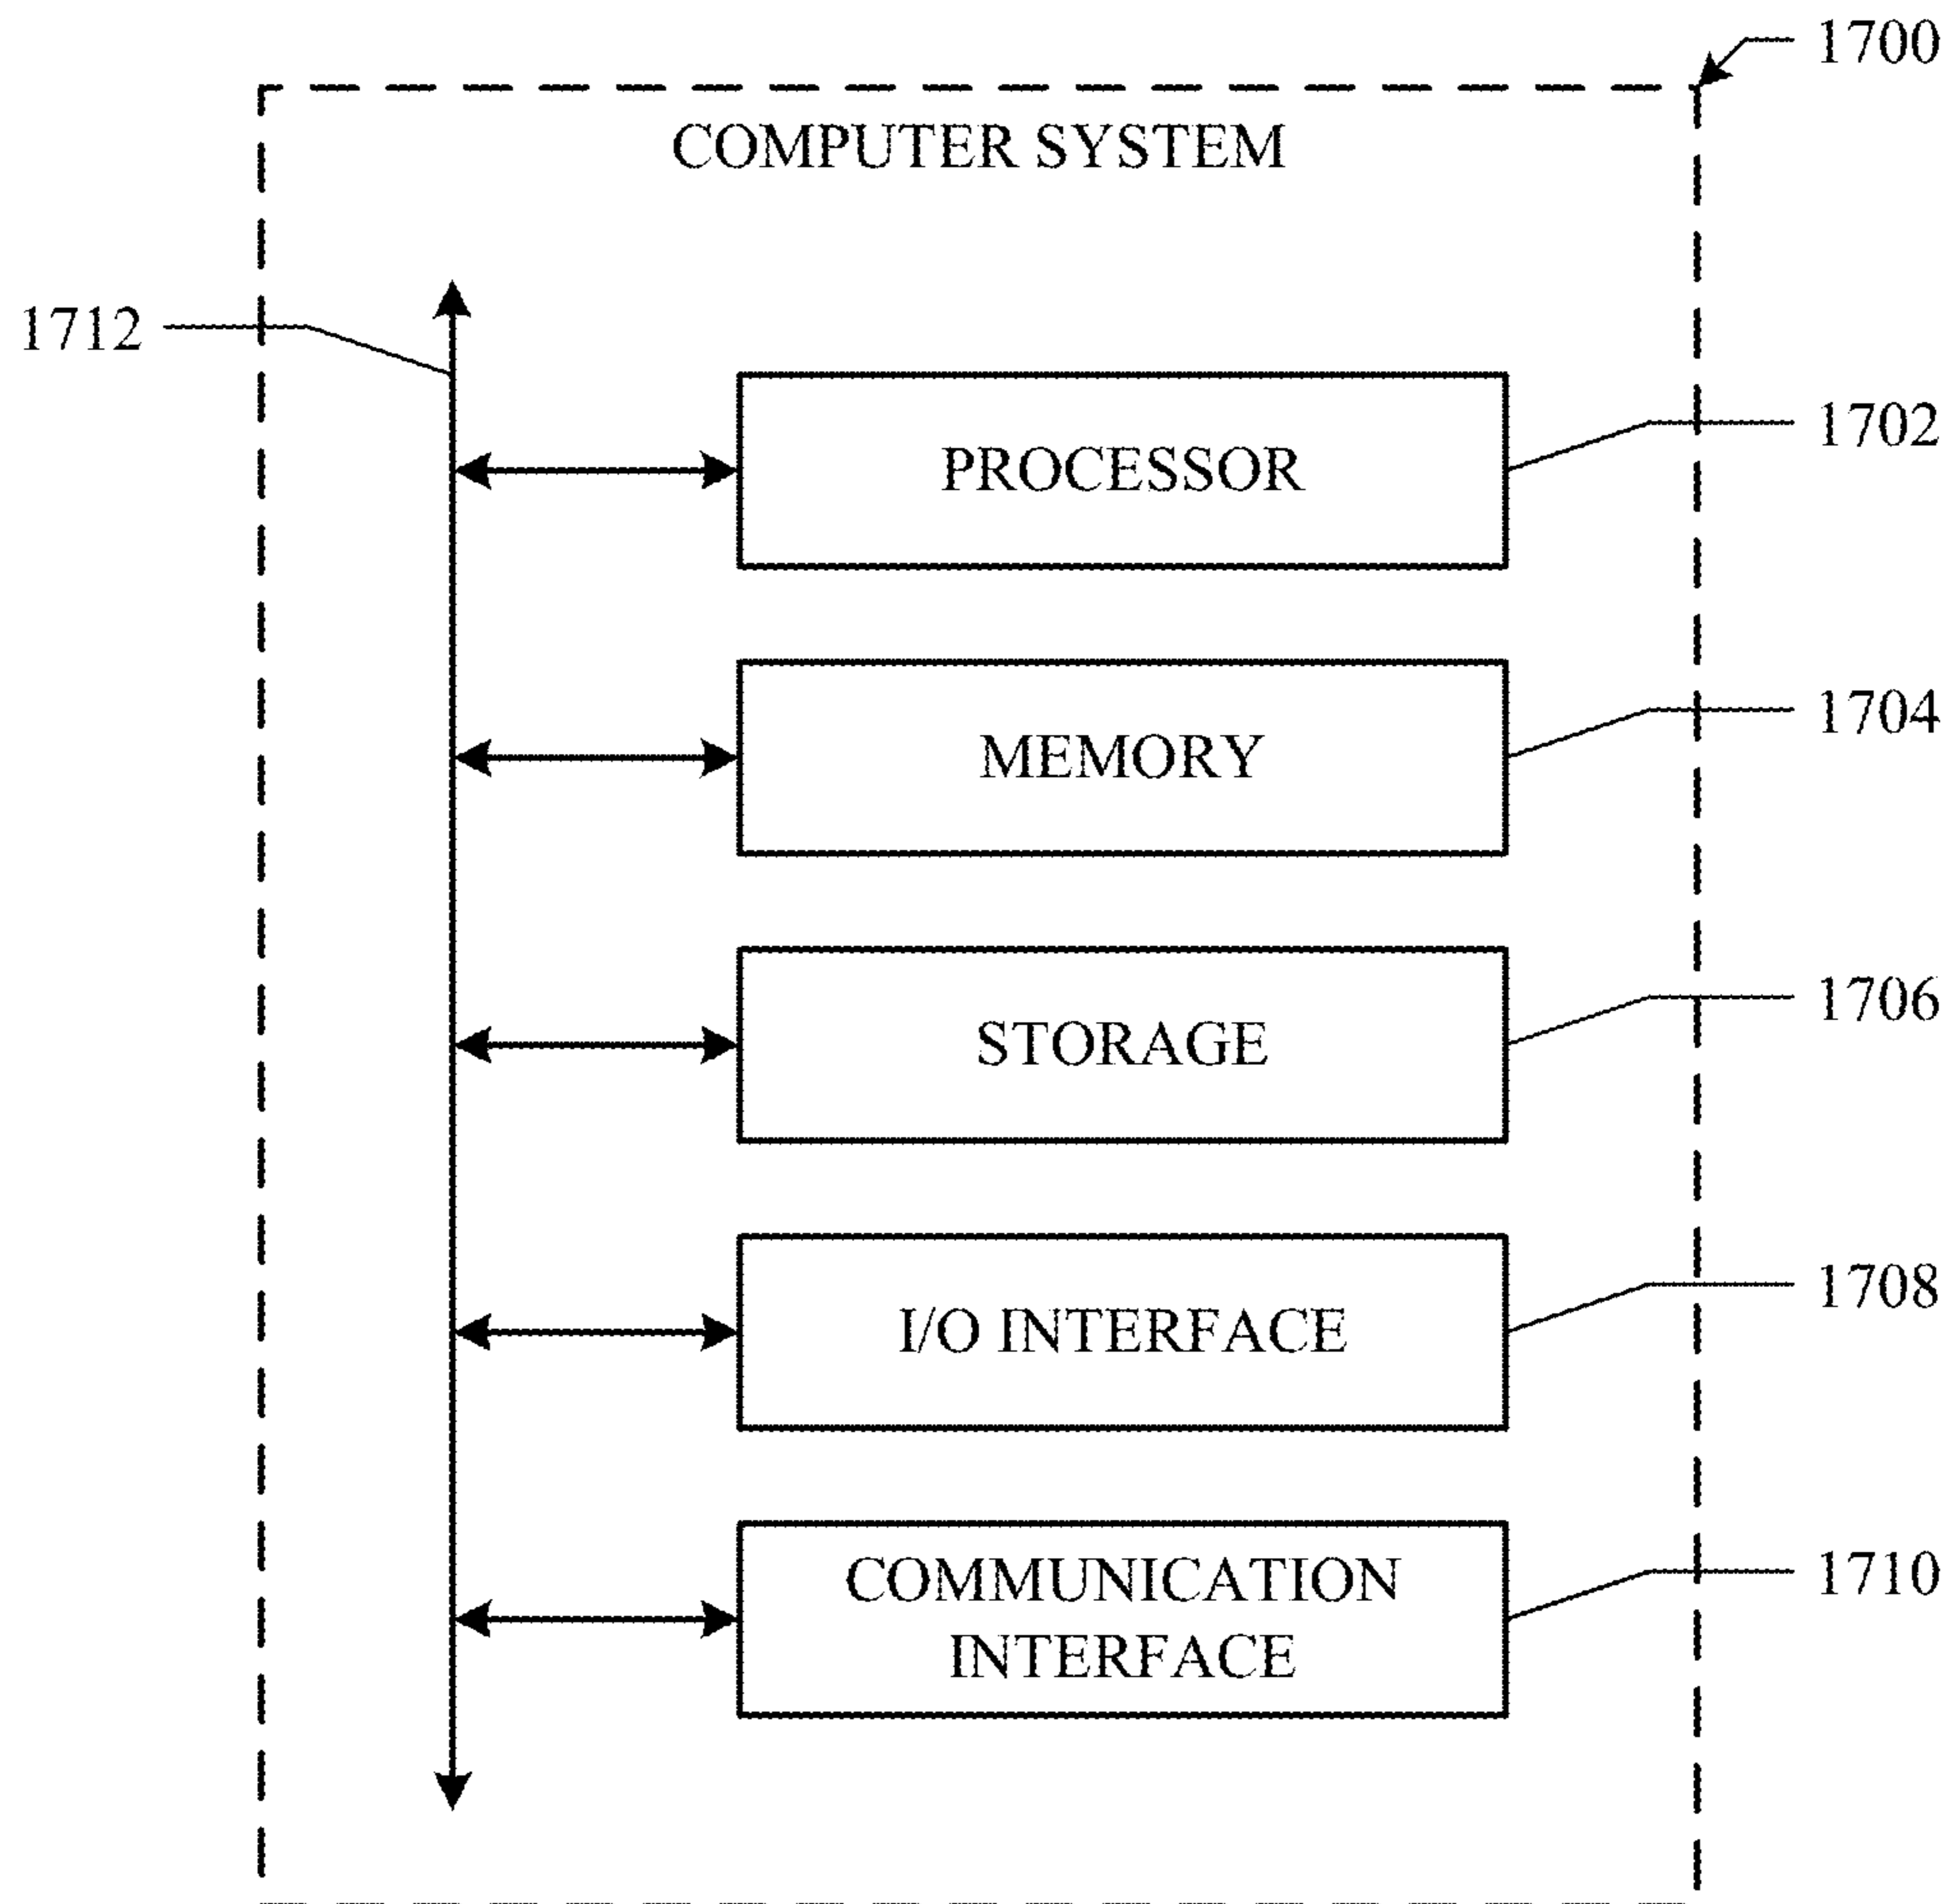 1700
COMPUTER SYSTEM
1712
1702
PROCESSOR
1704
MEMORY
1706
STORAGE
1708
I/O INTERFACE
1710
COMMUNICATION
INTERFACE